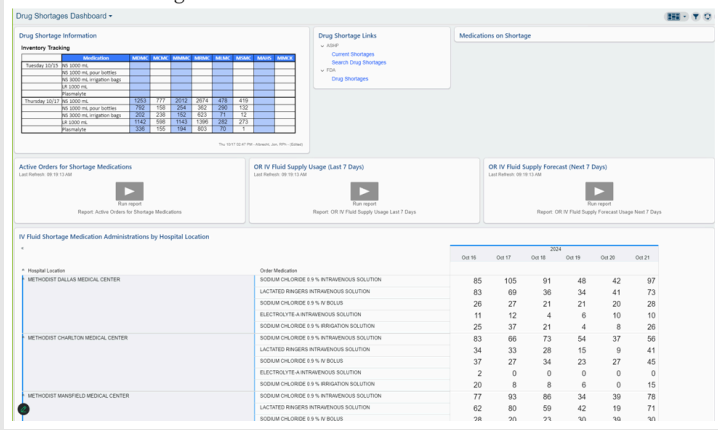 Drug Shortages Dashboard
Drug Shortage Information
Inventory Tracking
Medication MDMC MCMC MMMC MRMC MLMC MSMC MAHS MMCK
Tuesday 10/15 NS 1000 mL
NS 1000 mL pour bottles
NS 3000 mL irrigation bags
LR 1000 mL
Plasmalyte
Thursday 10/17 NS 1000 mL 1253 777 2012 2674 478 419
NS 1000 mL pour bottles 792 158 254 362 290 132
NS 3000 mL irrigation bags 202 238 152 623 71 12
LR 1000 mL 1142 598 1143 1396 282 273
Plasmalyte 336 155 194 803 70 1
Drug Shortage Links
ASHP
Current Shortages
Search Drug Shortages
FDA
Drug Shortages
Medications on Shortage
Active Orders for Shortage Medications
Last Refresh: 09:19:13 AM
Run report
Report: Active Orders for Shortage Medications
OR IV Fluid Supply Usage (Last 7 Days)
Last Refresh: 09:19:13 AM
Run report
Report: OR IV Fluid Supply Usage Last 7 Days
OR IV Fluid Supply Forecast (Next 7 Days)
Last Refresh: 09:19:13 AM
Run report
Report: OR IV Fluid Supply Forecast Usage Next 7 Days
IV Fluid Shortage Medication Administrations by Hospital Location
2024
Oct 16 Oct 17 Oct 18 Oct 19 Oct 20 Oct 21
Hospital Location Order Medication
METHODIST DALLAS MEDICAL CENTER SODIUM CHLORIDE 0.9 % INTRAVENOUS SOLUTION 85 105 91 48 42 97
LACTATED RINGERS INTRAVENOUS SOLUTION 83 69 36 34 41 73
SODIUM CHLORIDE 0.9 % IV BOLUS 26 27 21 21 20 28
ELECTROLYTE-A INTRAVENOUS SOLUTION 11 12 4 6 10 10
SODIUM CHLORIDE 0.9 % IRRIGATION SOLUTION 25 37 21 4 8 26
METHODIST CHARLTON MEDICAL CENTER SODIUM CHLORIDE 0.9 % INTRAVENOUS SOLUTION 83 66 73 54 37 56
LACTATED RINGERS INTRAVENOUS SOLUTION 34 33 28 15 9 41
SODIUM CHLORIDE 0.9 % IV BOLUS 37 27 34 23 27 45
ELECTROLYTE-A INTRAVENOUS SOLUTION 2 0 0 0 0 0
SODIUM CHLORIDE 0.9 % IRRIGATION SOLUTION 20 8 8 6 0 15
METHODIST MANSFIELD MEDICAL CENTER SODIUM CHLORIDE 0.9 % INTRAVENOUS SOLUTION 77 93 86 34 39 78
LACTATED RINGERS INTRAVENOUS SOLUTION 62 80 59 42 19 71
SODIUM CHLORIDE 0.9 % IV BOLUS 28 20 23 30 39 30